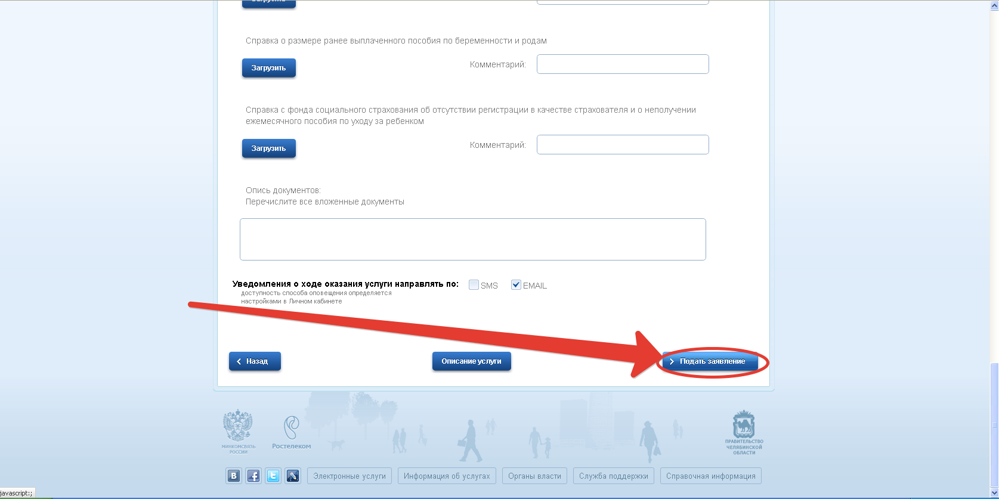 Загрузить
Справка о размере ранее выплаченного пособия по беременности и родам
Загрузить
Комментарий:
Справка с фонда социального страхования об отсутствии регистрации в качестве страхователя и о неполучении
ежемесячного пособия по уходу за ребенком
Загрузить
Комментарий:
Опись документов:
Перечислите все вложенные документы
Уведомления о ходе оказания услуги направлять по:
SMS
EMAIL
доступность способа оповещения определяется
настройками в Личном кабинете
Назад
Описание услуги
Подать заявление
МИНКОМСВЯЗЬ
РОССИИ
Ростелеком
ПРАВИТЕЛЬСТВО
ЧЕЛЯБИНСКОЙ
ОБЛАСТИ
Электронные услуги
Информация об услугах
Органы власти
Служба поддержки
Справочная информация
javascript:;